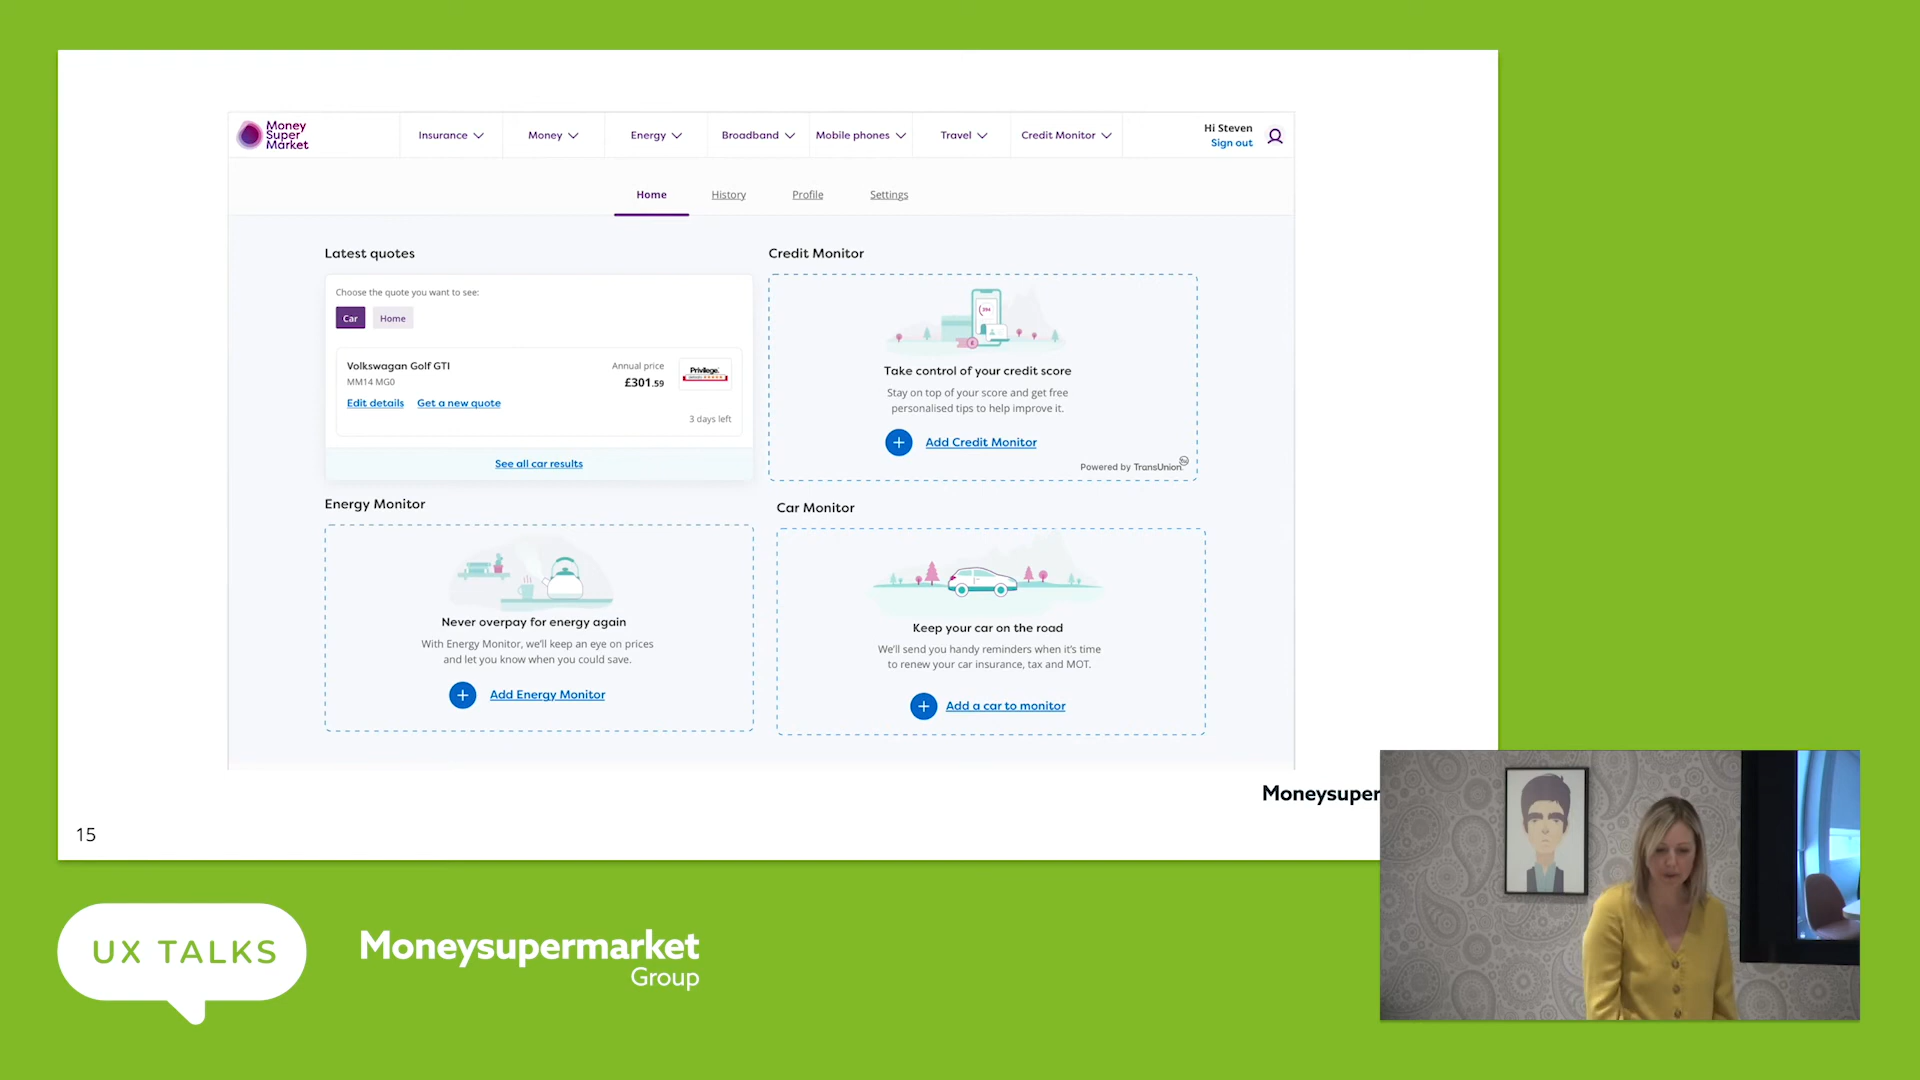 Money
Super
Market
Insurance
Money
Energy
Broadband
Mobile phones
Travel
Credit Monitor
Hi Steven
Sign out
Home
History
Profile
Settings
Latest quotes
Choose the quote you want to see:
Car
Home
Volkswagan Golf GTI
MM14 MG0
Annual price
£301.59
Privilege.
Edit details
Get a new quote
3 days left
See all car results
Credit Monitor
394
Take control of your credit score
Stay on top of your score and get free
personalised tips to help improve it.
Add Credit Monitor
Powered by TransUnion
Energy Monitor
Never overpay for energy again
With Energy Monitor, we'll keep an eye on prices
and let you know when you could save.
Add Energy Monitor
Car Monitor
Keep your car on the road
We'll send you handy reminders when it's time
to renew your car insurance, tax and MOT.
Add a car to monitor
Moneysuper
15
UX TALKS
Moneysupermarket
Group